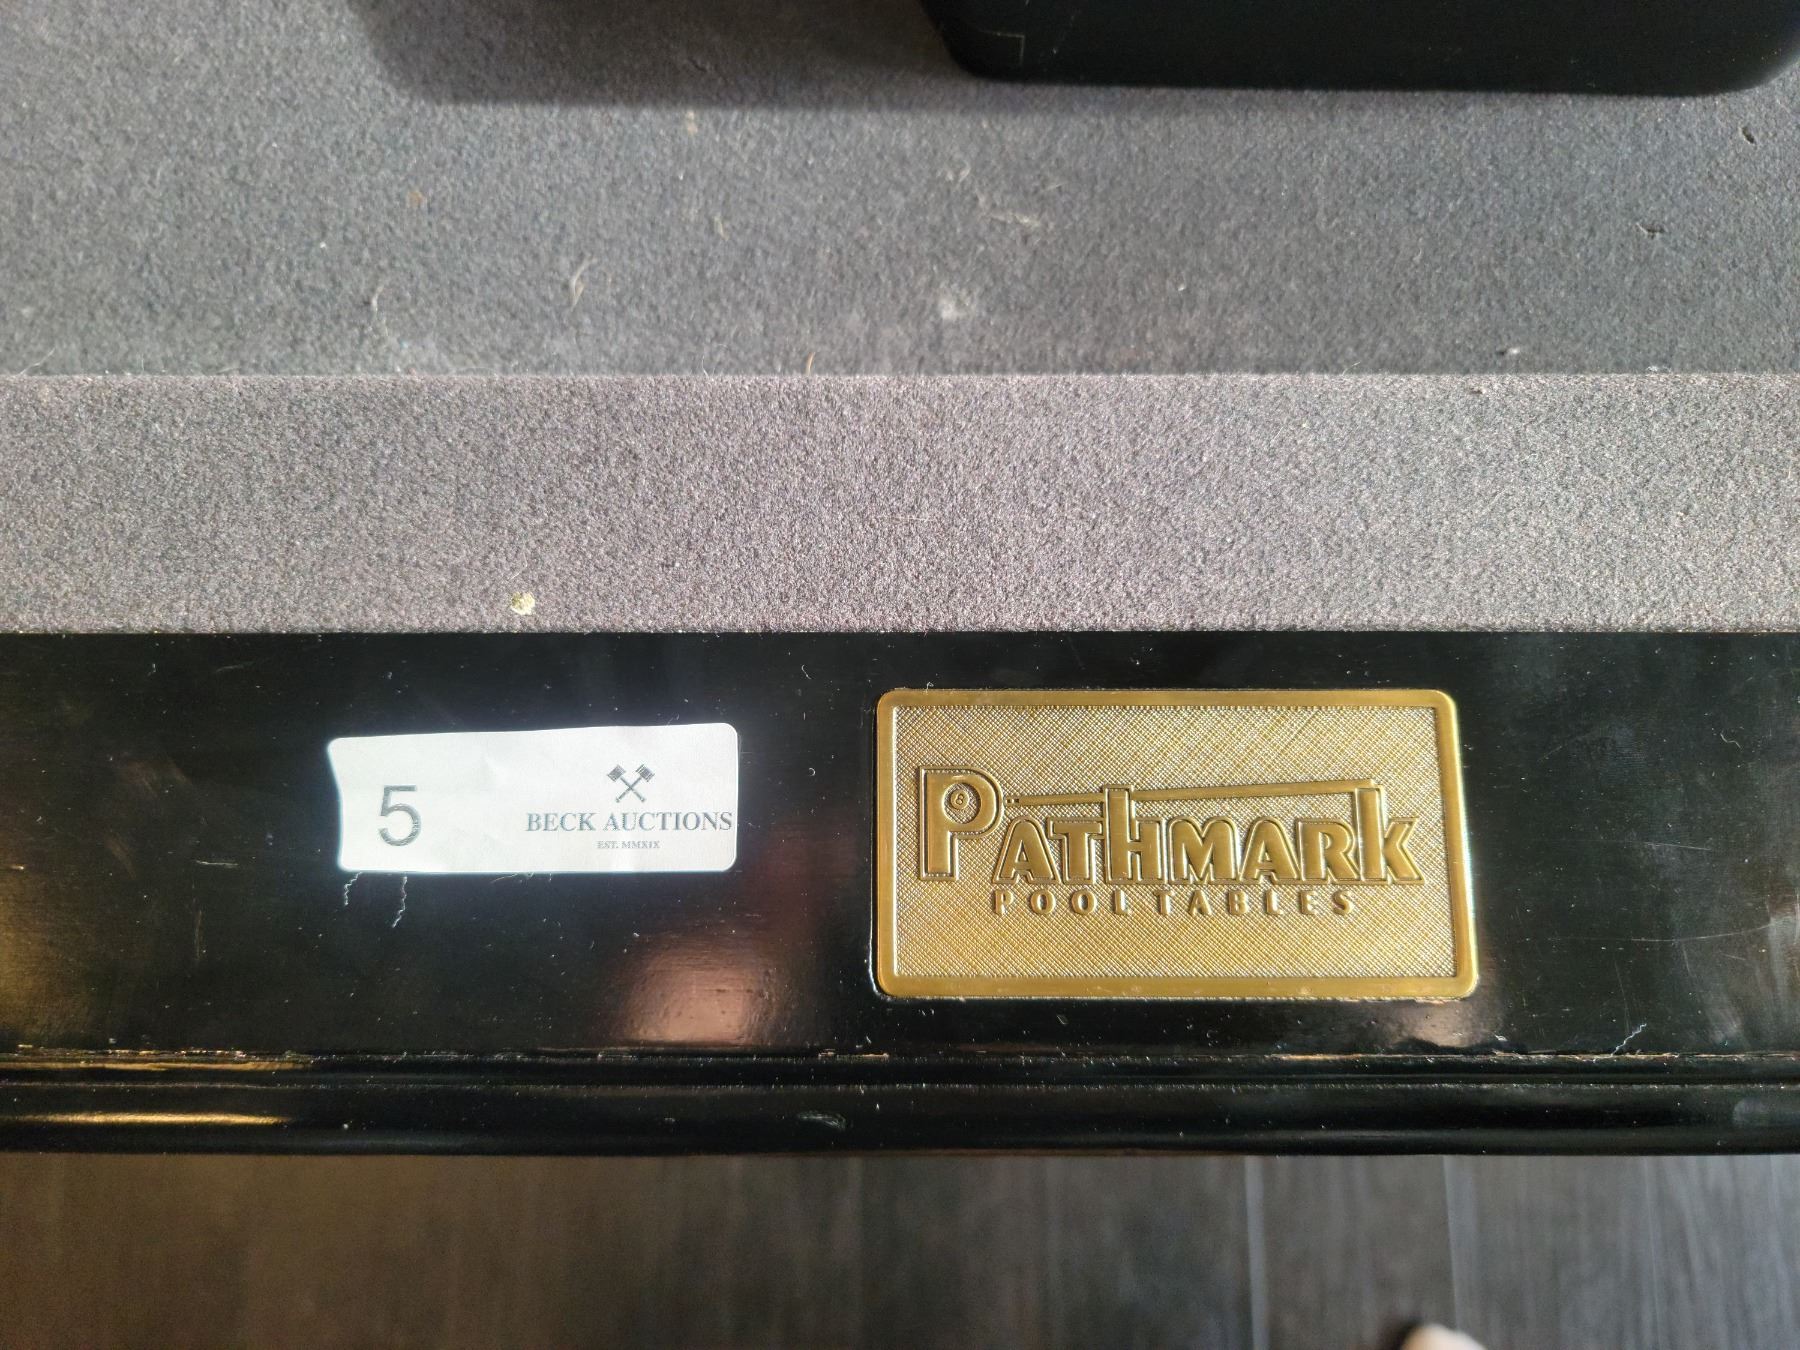 5
BECK AUCTIONS
EST. MMXIX
PATHMARK
POOL TABLES